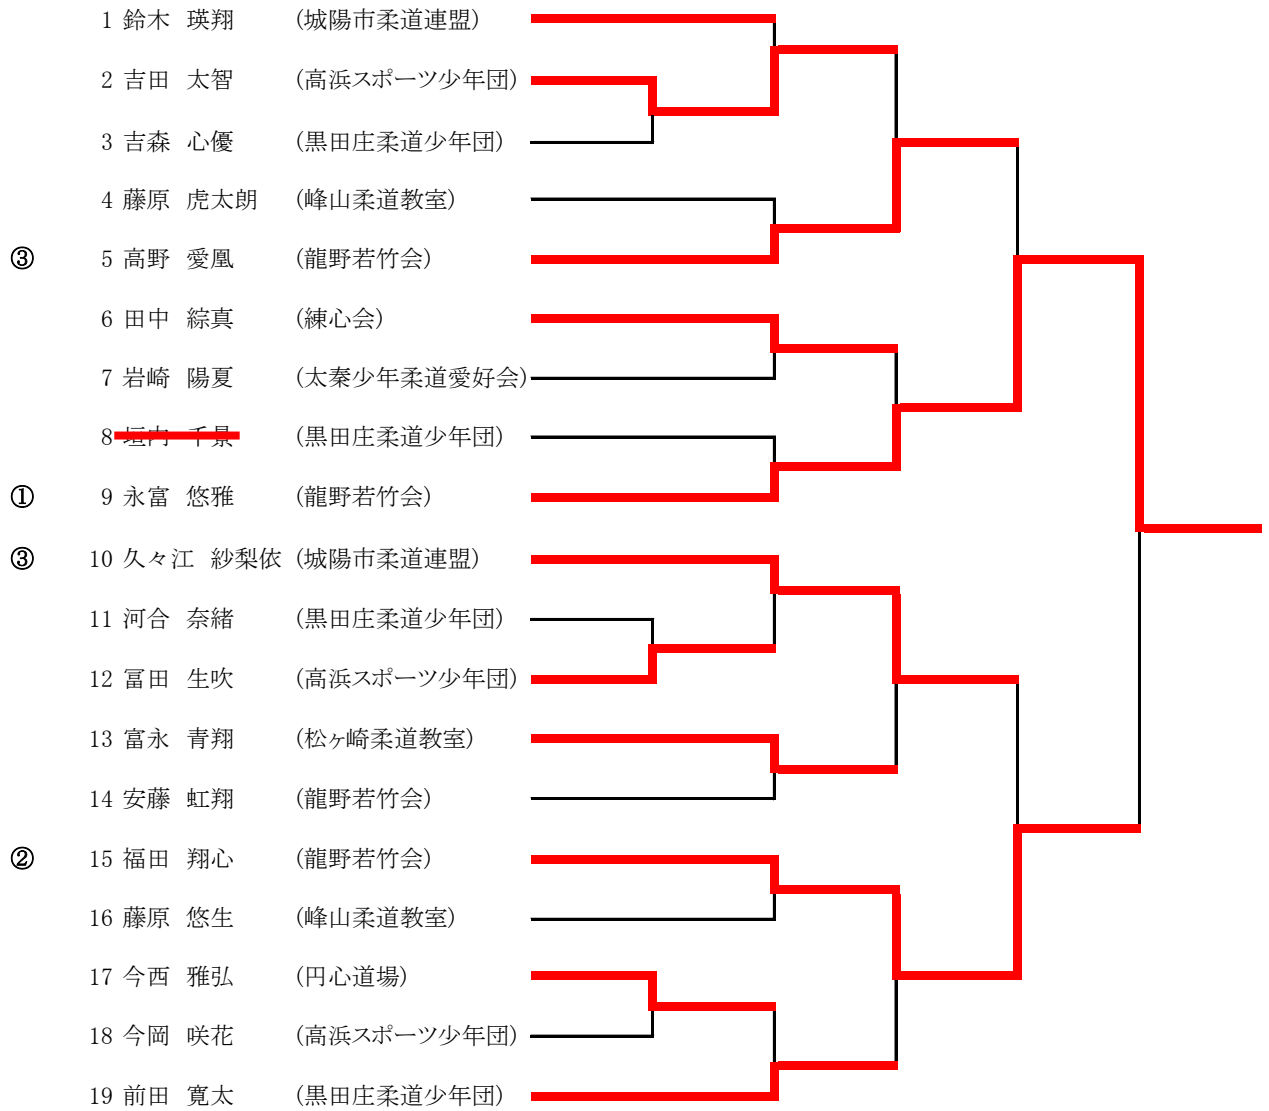 1 鈴木 瑛翔 (城陽市柔道連盟)
2 吉田 太智 (高浜スポーツ少年団)
3 吉森 心優 (黒田庄柔道少年団)
4 藤原 虎太朗 (峰山柔道教室)
③ 5 高野 愛凰 (龍野若竹会)
6 田中 綜真 (練心会)
7 岩崎 陽夏 (太秦少年柔道愛好会)
8 垣内 千景 (黒田庄柔道少年団)
① 9 永富 悠雅 (龍野若竹会)
③ 10 久々江 紗梨依 (城陽市柔道連盟)
11 河合 奈緒 (黒田庄柔道少年団)
12 冨田 生吹 (高浜スポーツ少年団)
13 富永 青翔 (松ヶ崎柔道教室)
14 安藤 虹翔 (龍野若竹会)
② 15 福田 翔心 (龍野若竹会)
16 藤原 悠生 (峰山柔道教室)
17 今西 雅弘 (円心道場)
18 今岡 咲花 (高浜スポーツ少年団)
19 前田 寛太 (黒田庄柔道少年団)